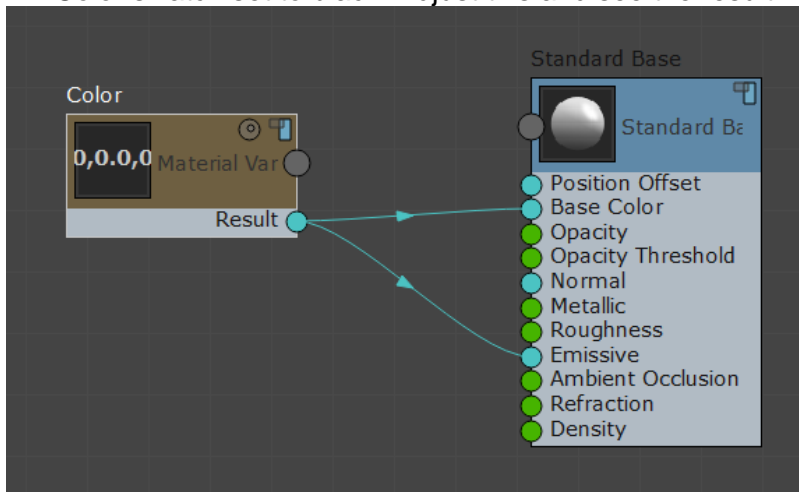 Standard Base
Color
0,0.0,0
Material Var
Standard Ba
Result
Position Offset
Base Color
Opacity
Opacity Threshold
Normal
Metallic
Roughness
Emissive
Ambient Occlusion
Refraction
Density